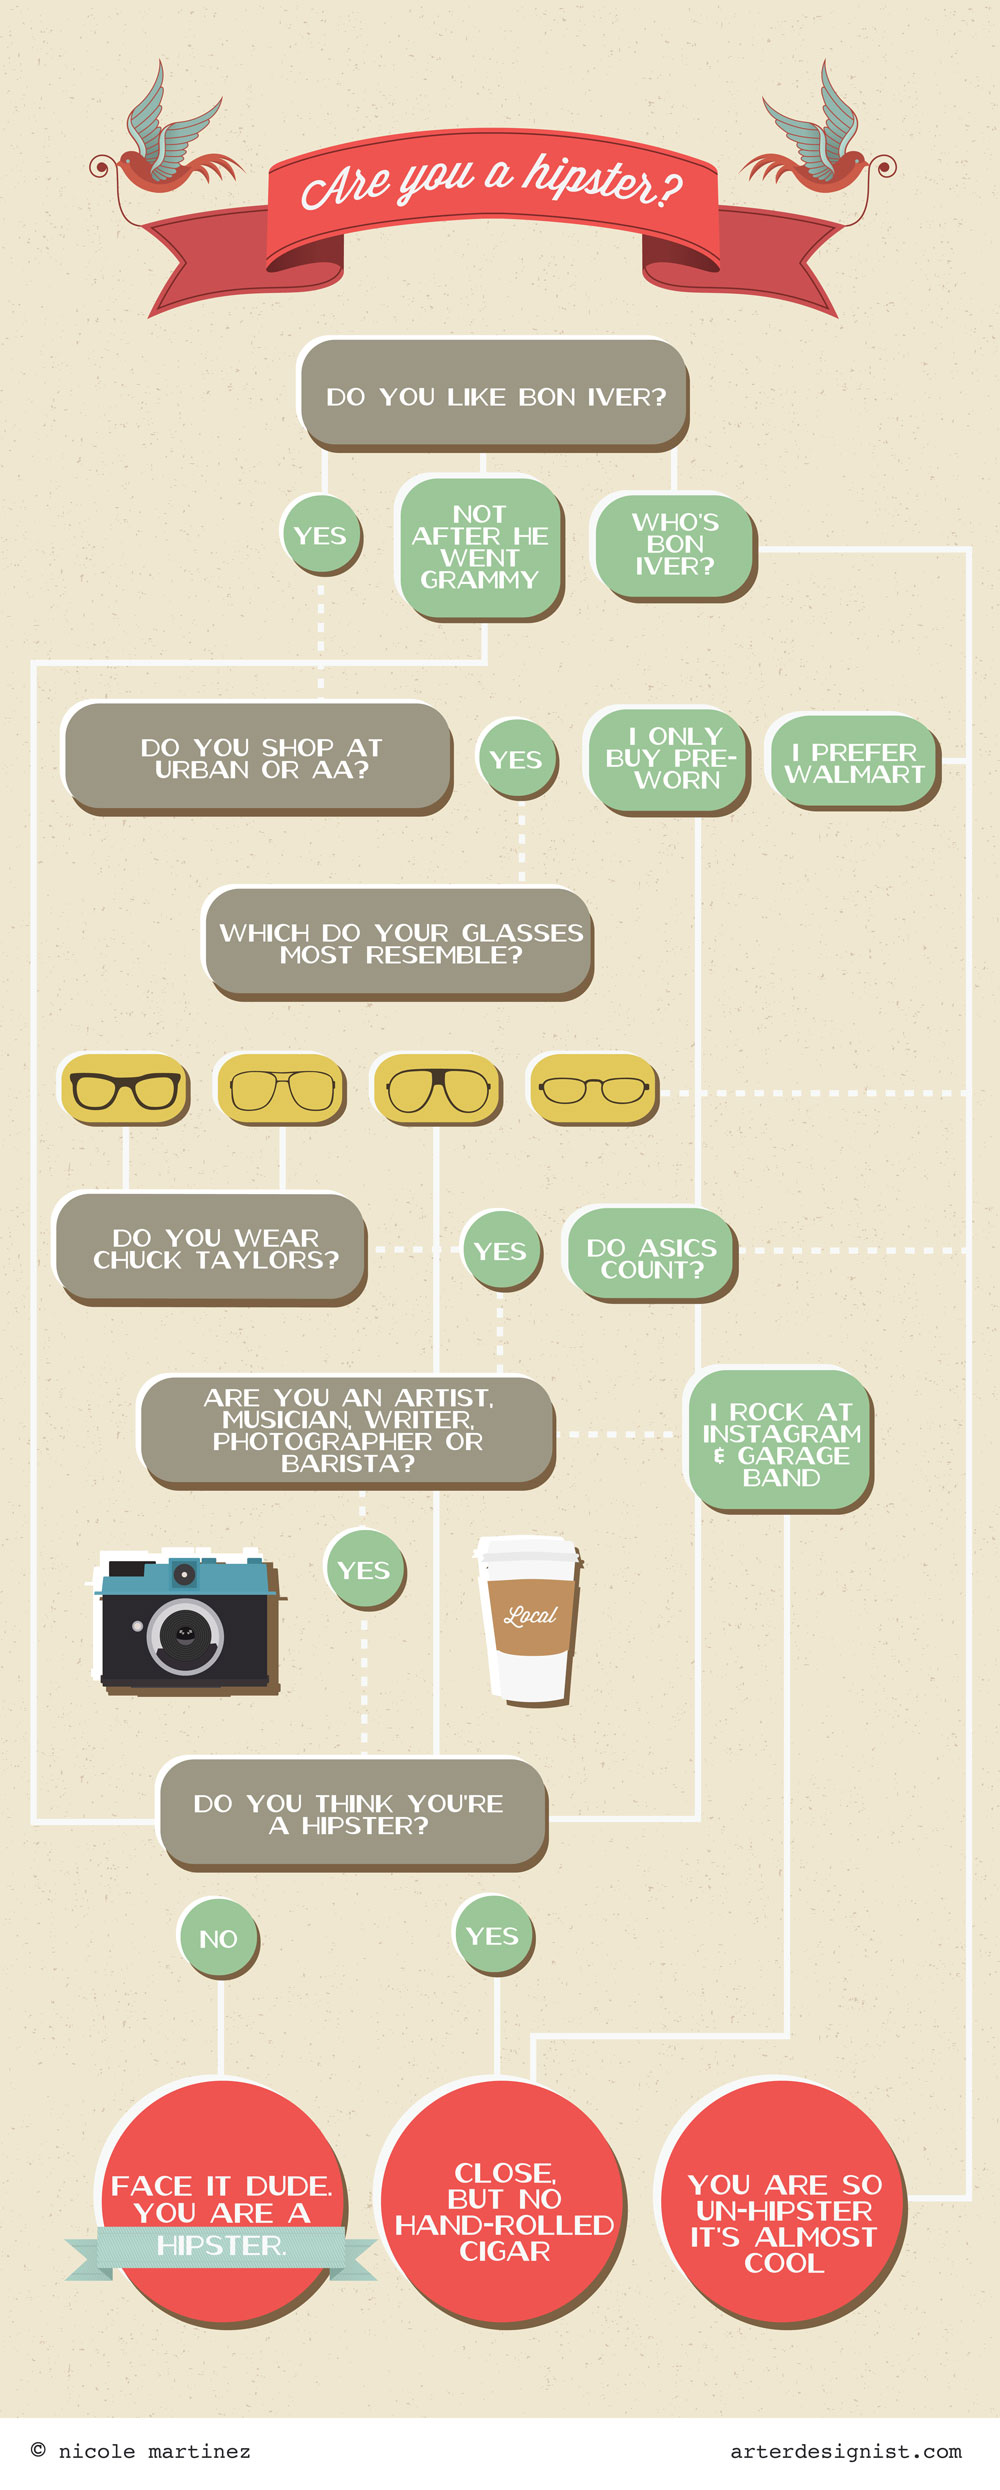 Are you a hipster?
DO YOU LIKE BON IVER?
YES
NOT
AFTER HE
WENT
GRAMMY
WHO'S
BON
IVER?
DO YOU SHOP AT
URBAN OR AA?
YES
I ONLY
BUY PRE-
WORN
I PREFER
WALMART
WHICH DO YOUR GLASSES
MOST RESEMBLE?
DO YOU WEAR
CHUCK TAYLORS?
YES
DO ASICS
COUNT?
ARE YOU AN ARTIST,
MUSICIAN, WRITER,
PHOTOGRAPHER OR
BARISTA?
I ROCK AT
INSTAGRAM
& GARAGE
BAND
YES
Local
DO YOU THINK YOU'RE
A HIPSTER?
NO
YES
FACE IT DUDE.
YOU ARE A
HIPSTER.
CLOSE,
BUT NO
HAND-ROLLED
CIGAR
YOU ARE SO
UN-HIPSTER
IT'S ALMOST
COOL
© nicole martinez
arterdesignist.com